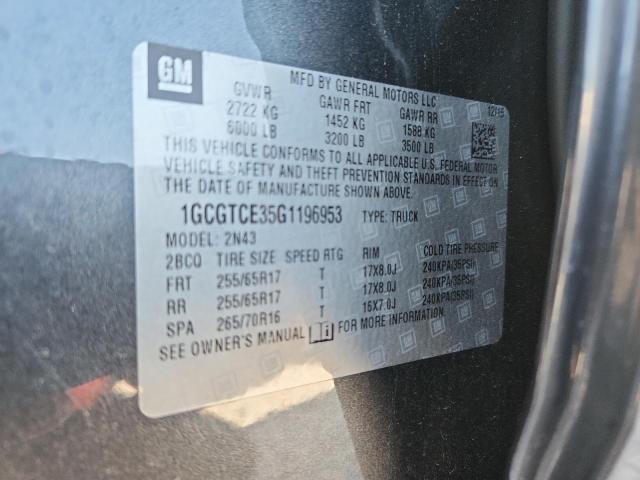 GM
MFD BY GENERAL MOTORS LLC
GVWR GAWR FRT GAWR RR
2722 KG 1452 KG 1588 KG
6000 LB 3200 LB 3500 LB
THIS VEHICLE CONFORMS TO ALL APPLICABLE U.S. FEDERAL MOTOR
VEHICLE SAFETY AND THEFT PREVENTION STANDARDS IN EFFECT ON
THE DATE OF MANUFACTURE SHOWN ABOVE.
1GCGTCE35G1196953 TYPE: TRUCK
MODEL: 2N43
2BCQ TIRE SIZE SPEED RTG RIM COLD TIRE PRESSURE
FRT 255/65R17 T 17X8.0J 240KPA(35PSI)
RR 255/65R17 T 17X8.0J 240KPA(35PSI)
SPA 265/70R16 T 16X7.0J 240KPA(35PSI)
SEE OWNER'S MANUAL FOR MORE INFORMATION